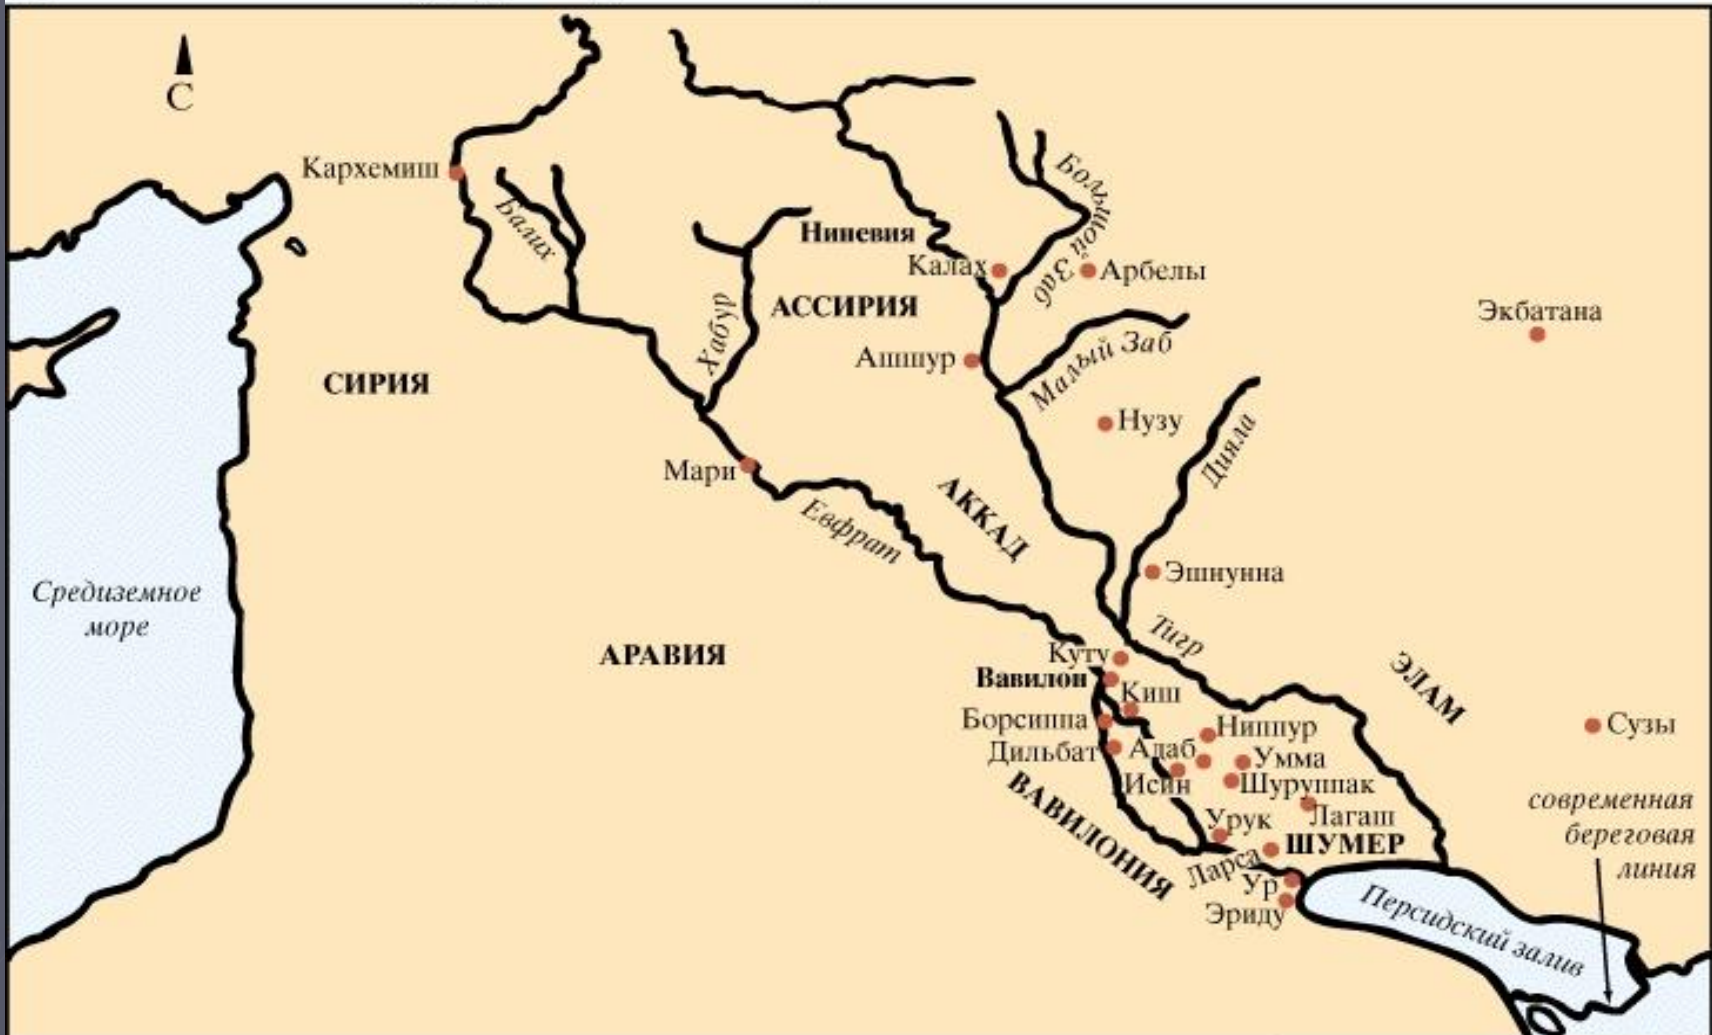 С
Кархемиш
Балих
Большой Заб
Ниневия
Калах
Арбелы
АССИРИЯ
Хабур
Экбатана
Ашшур
Малый Заб
СИРИЯ
Нузу
Дияла
Мари
АККАД
Евфрат
Эшнунна
Средиземное
море
Тигр
АРАВИЯ
Куту
ЭЛАМ
Вавилон
Киш
Борсиппа
Ниппур
Сузы
Дильбат
Адаб
Умма
Исин
Шуруппак
ВАВИЛОНИЯ
Лагаш
современная
береговая
линия
Урук
ШУМЕР
Ларса
Ур
Эриду
Персидский залив